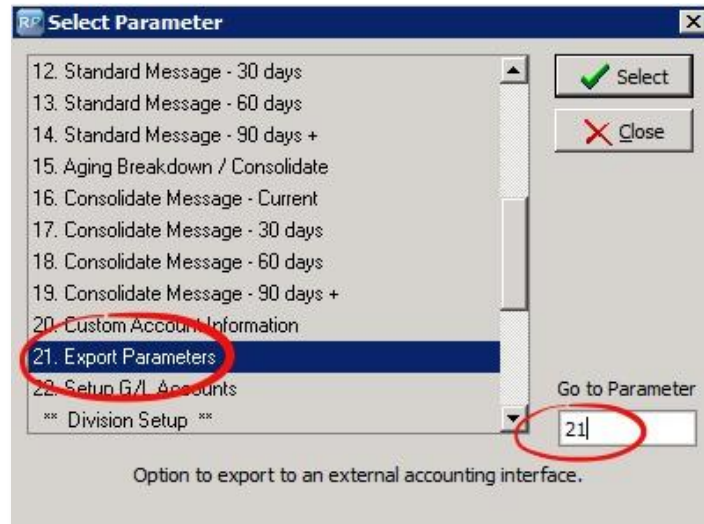 RP Select Parameter
12. Standard Message - 30 days
13. Standard Message - 60 days
14. Standard Message - 90 days +
15. Aging Breakdown / Consolidate
16. Consolidate Message - Current
17. Consolidate Message - 30 days
18. Consolidate Message - 60 days
19. Consolidate Message - 90 days +
20. Custom Account Information
21. Export Parameters
22. Setup G/L Accounts
** Division Setup **
Select
Close
Go to Parameter
21
Option to export to an external accounting interface.